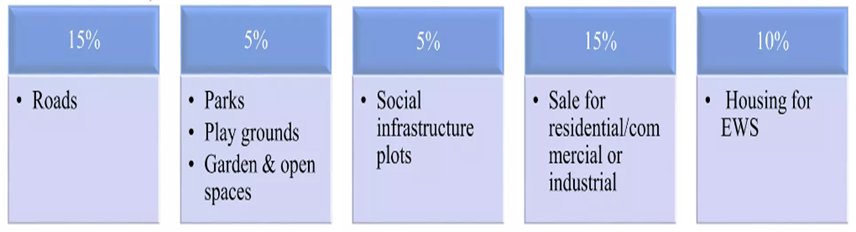 15%
• Roads
5%
• Parks
• Play grounds
• Garden & open
spaces
5%
• Social
infrastructure
plots
15%
• Sale for
residential/com
mercial or
industrial
10%
• Housing for
EWS